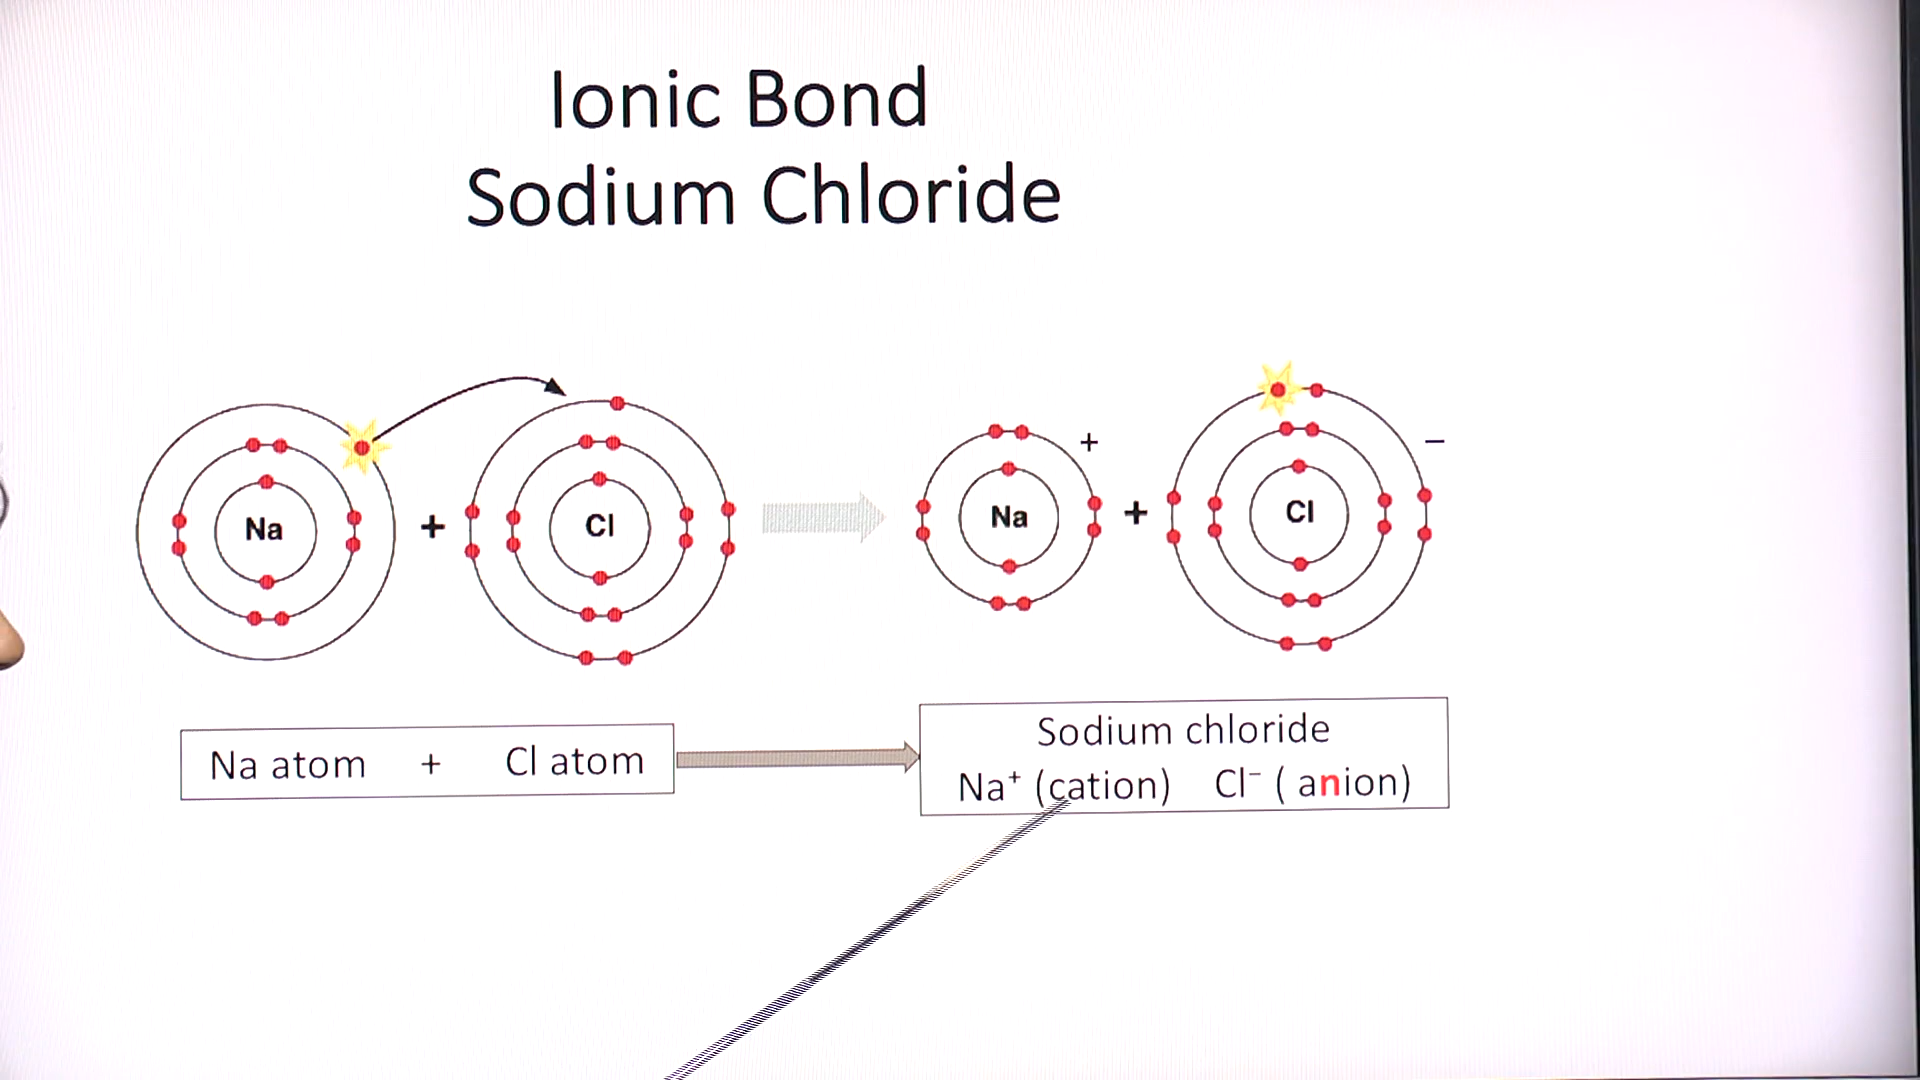 Ionic Bond
Sodium Chloride
Na + Cl Na + + Cl −
Na atom + Cl atom
Sodium chloride
Na⁺ (cation) Cl⁻ ( anion)